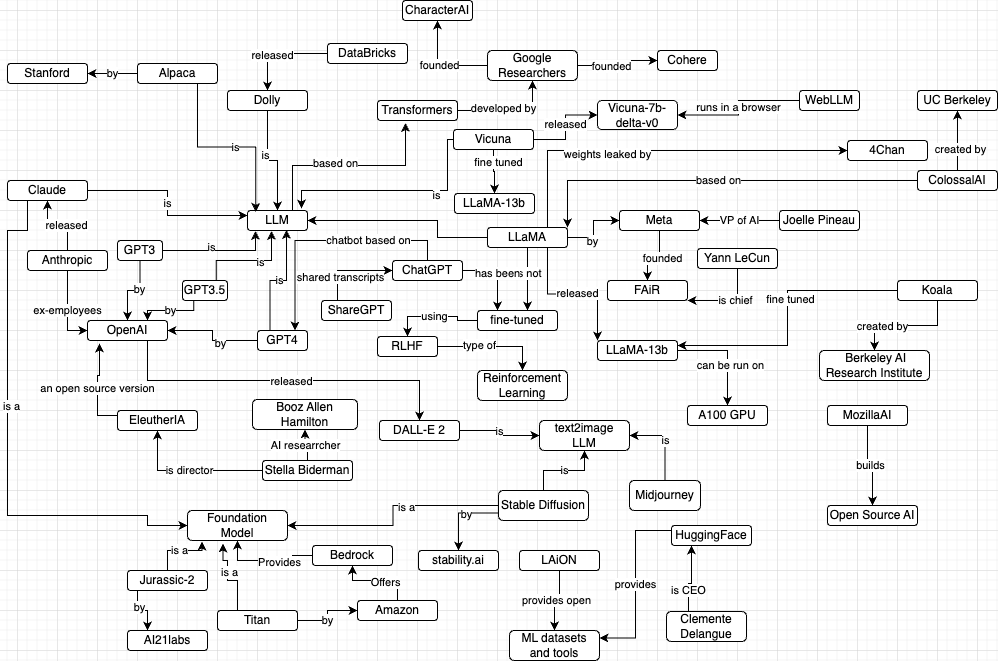 CharacterAI
DataBricks
released
Google
Researchers
founded
founded
Cohere
Stanford
by
Alpaca
Dolly
Transformers
developed by
Vicuna-7b-
delta-v0
runs in a browser
WebLLM
UC Berkeley
released
Vicuna
is
is
based on
fine tuned
weights leaked by
4Chan
created by
Claude
is
is
LLaMA-13b
based on
ColossalAI
released
LLM
LLaMA
by
Meta
VP of AI
Joelle Pineau
Anthropic
GPT3
is
is
chatbot based on
founded
Yann LeCun
GPT3.5
is
shared transcripts
ChatGPT
has been
not
released
FAiR
is chief
fine tuned
Koala
by
by
ex-employees
ShareGPT
OpenAI
by
GPT4
using
fine-tuned
created by
RLHF
type of
LLaMA-13b
can be run on
Berkeley AI
Research Institute
an open source version
released
Reinforcement
Learning
is a
EleutherIA
Booz Allen
Hamilton
DALL-E 2
is
text2image
LLM
is
A100 GPU
MozillaAI
AI researrcher
is director
Stella Biderman
is
builds
Midjourney
is a
by
Stable Diffusion
Open Source AI
Foundation
Model
HuggingFace
is a
Provides
Bedrock
stability.ai
LAiON
is a
Jurassic-2
Offers
provides
is CEO
by
provides open
Titan
by
Amazon
Clemente
Delangue
AI21labs
ML datasets
and tools